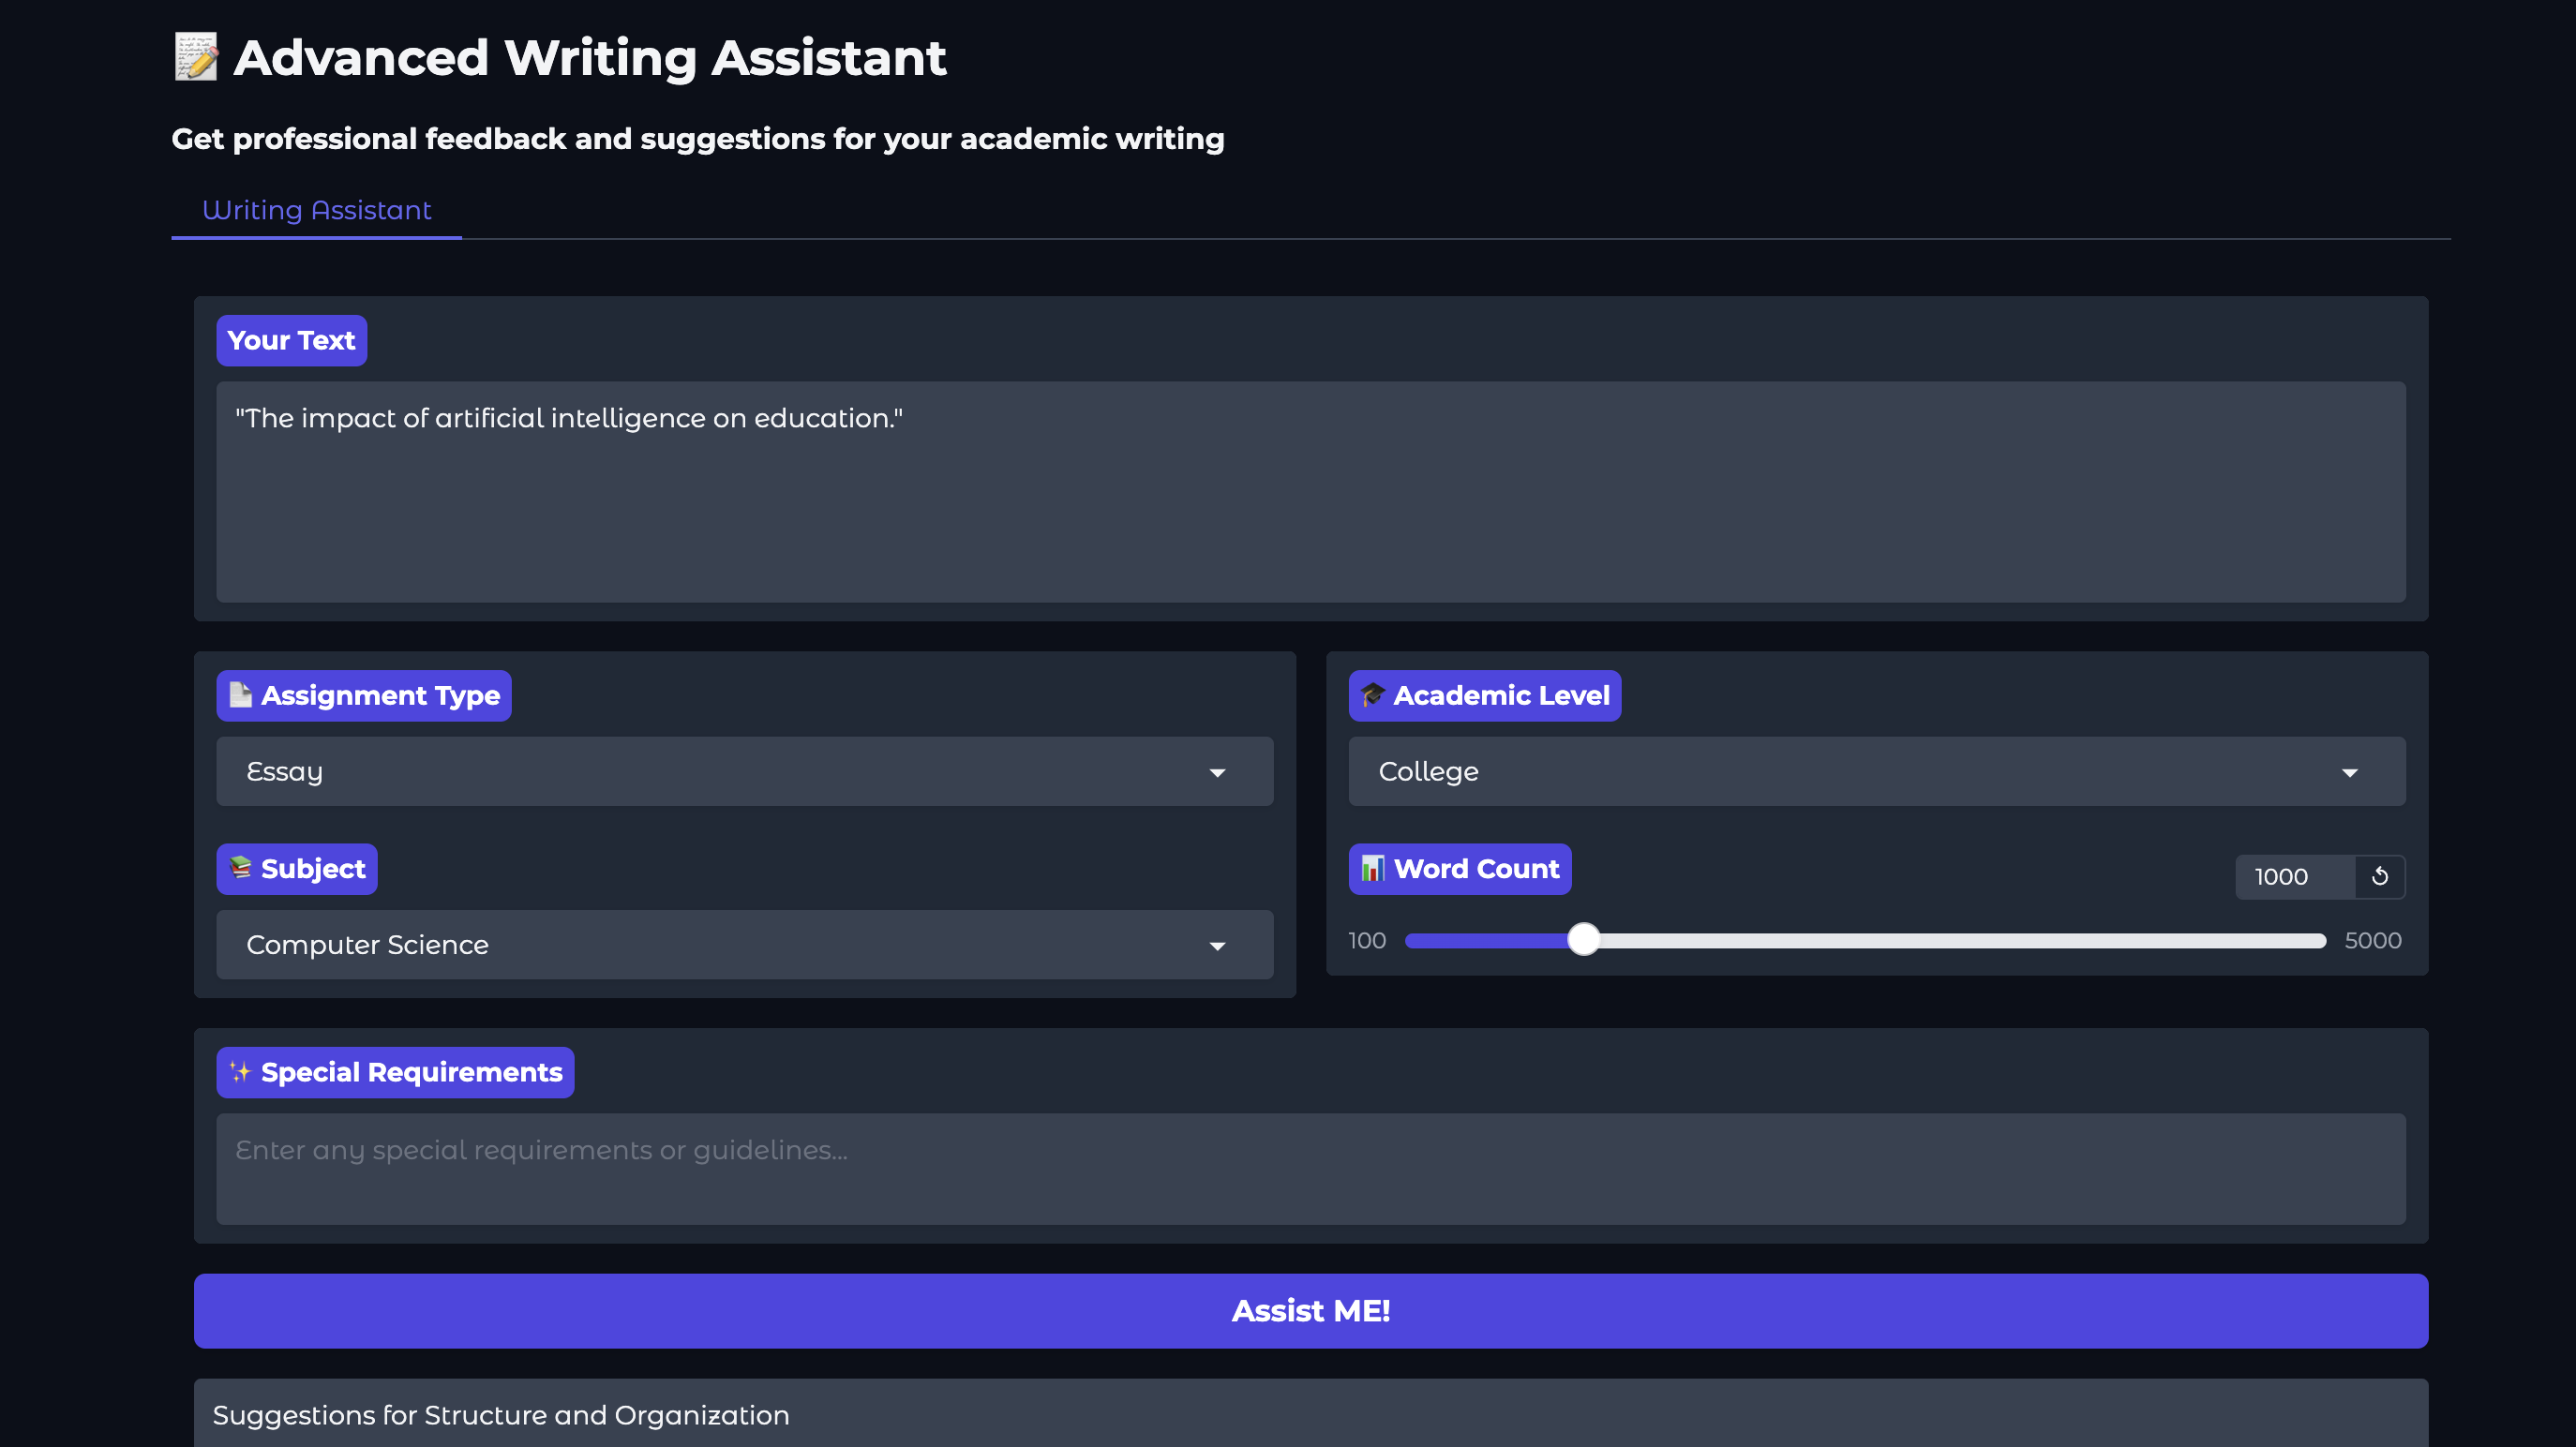 Advanced Writing Assistant
Get professional feedback and suggestions for your academic writing
Writing Assistant
Your Text
"The impact of artificial intelligence on education."
Assignment Type
Essay
Subject
Computer Science
Academic Level
College
Word Count
1000
100
5000
Special Requirements
Enter any special requirements or guidelines...
Assist ME!
Suggestions for Structure and Organization